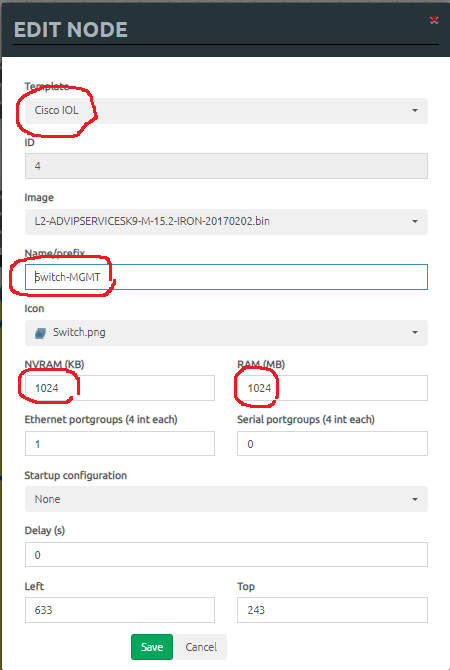 EDIT NODE
Template
Cisco IOL
ID
4
Image
L2-ADVIPSERVICESK9-M-15.2-IRON-20170202.bin
Name/prefix
Switch-MGMT
Icon
Switch.png
NVRAM (KB) RAM (MB)
1024 1024
Ethernet portgroups (4 int each) Serial portgroups (4 int each)
1 0
Startup configuration
None
Delay (s)
0
Left Top
633 243
Save Cancel